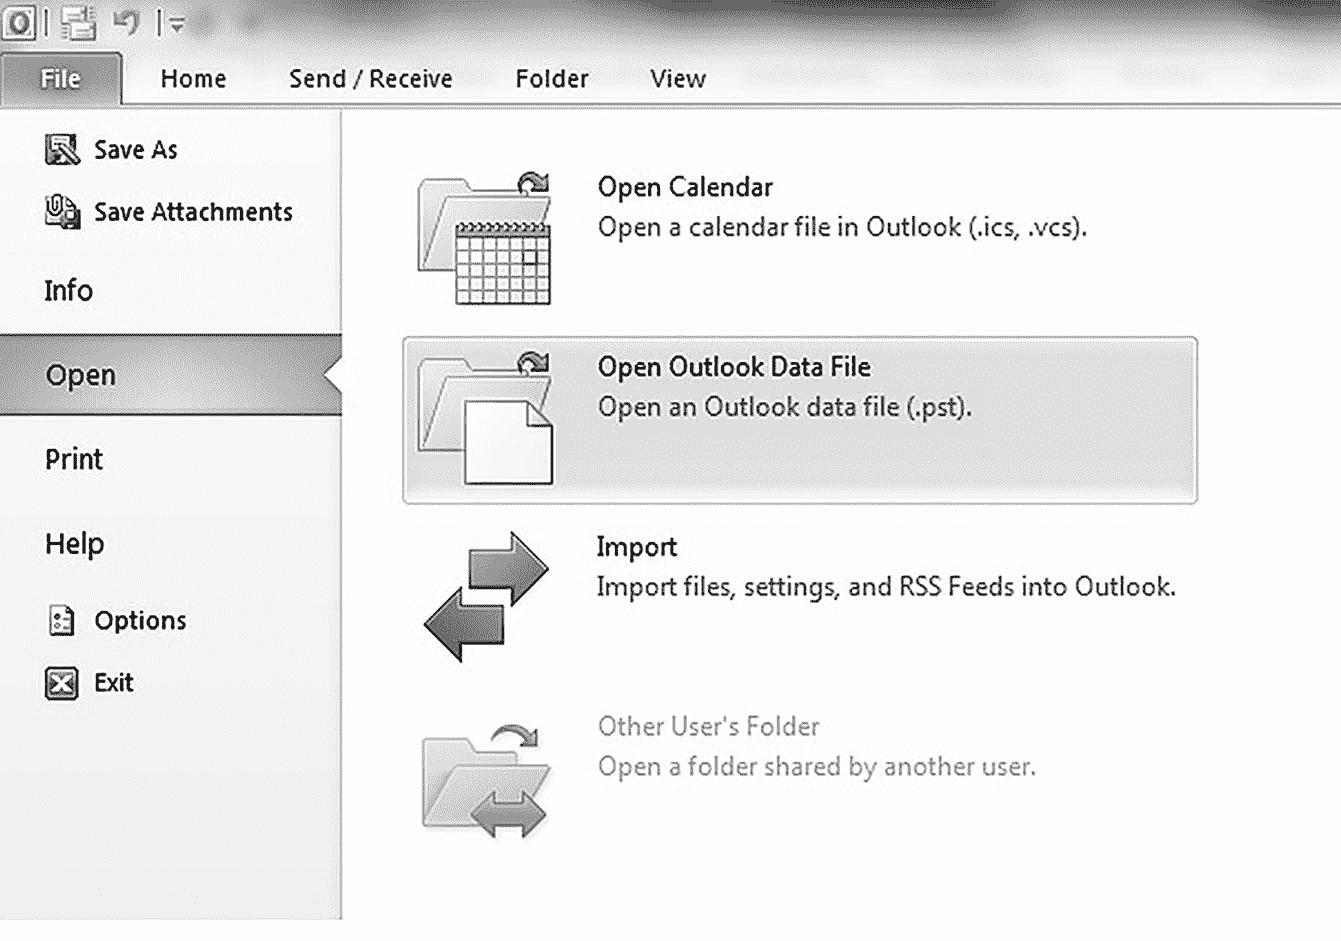 File Home Send / Receive Folder View
Save As
Save Attachments
Info
Open
Print
Help
Options
Exit
Open Calendar
Open a calendar file in Outlook (.ics, .vcs).
Open Outlook Data File
Open an Outlook data file (.pst).
Import
Import files, settings, and RSS Feeds into Outlook.
Other User's Folder
Open a folder shared by another user.